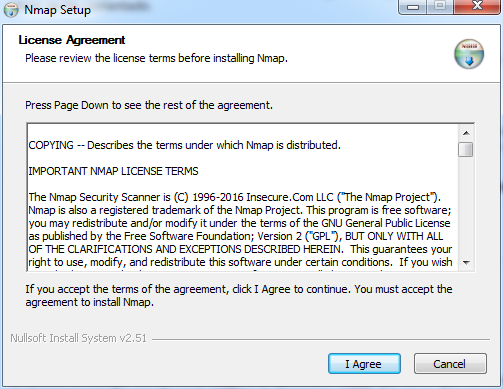 Nmap Setup
License Agreement
Please review the license terms before installing Nmap.
Press Page Down to see the rest of the agreement.
COPYING -- Describes the terms under which Nmap is distributed.
IMPORTANT NMAP LICENSE TERMS
The Nmap Security Scanner is (C) 1996-2016 Insecure.Com LLC ("The Nmap Project").
Nmap is also a registered trademark of the Nmap Project. This program is free software;
you may redistribute and/or modify it under the terms of the GNU General Public License
as published by the Free Software Foundation; Version 2 ("GPL"), BUT ONLY WITH ALL
OF THE CLARIFICATIONS AND EXCEPTIONS DESCRIBED HEREIN. This guarantees your
right to use, modify, and redistribute this software under certain conditions. If you wish
If you accept the terms of the agreement, click I Agree to continue. You must accept the
agreement to install Nmap.
Nullsoft Install System v2.51
I Agree
Cancel